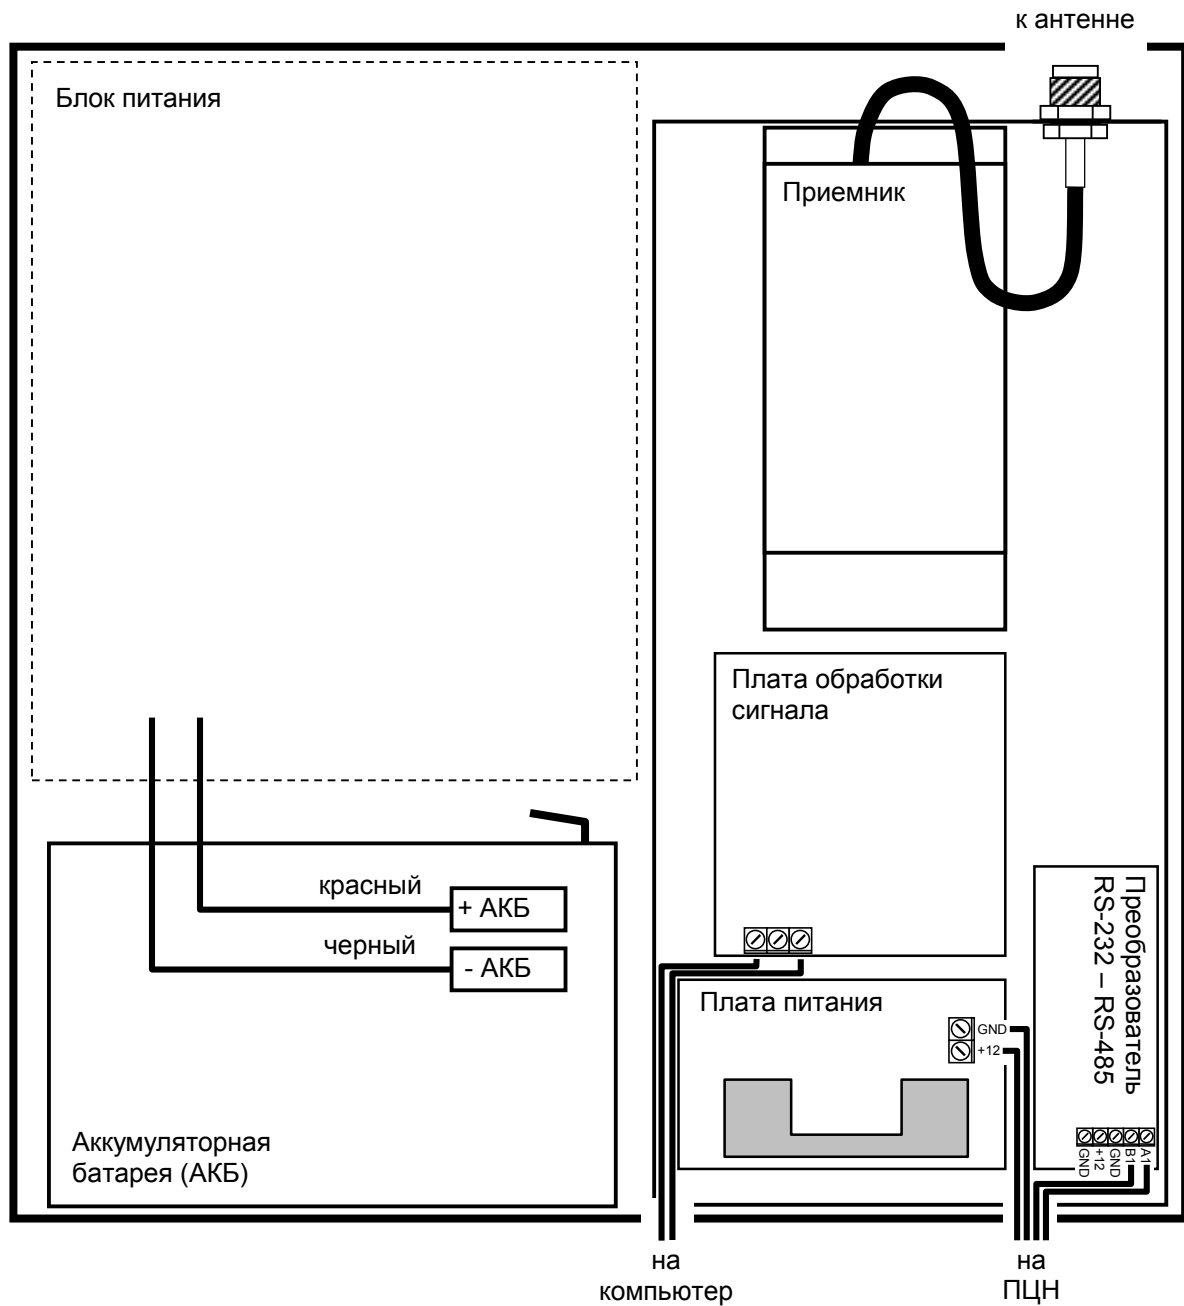 к антенне
Блок питания
Приемник
Плата обработки
сигнала
красный
+ АКБ
черный
- АКБ
Преобразователь
RS-232 – RS-485
Плата питания
GND
+12
Аккумуляторная
батарея (АКБ)
GND
+12
GND
B1
A1
на
компьютер
на
ПЦН